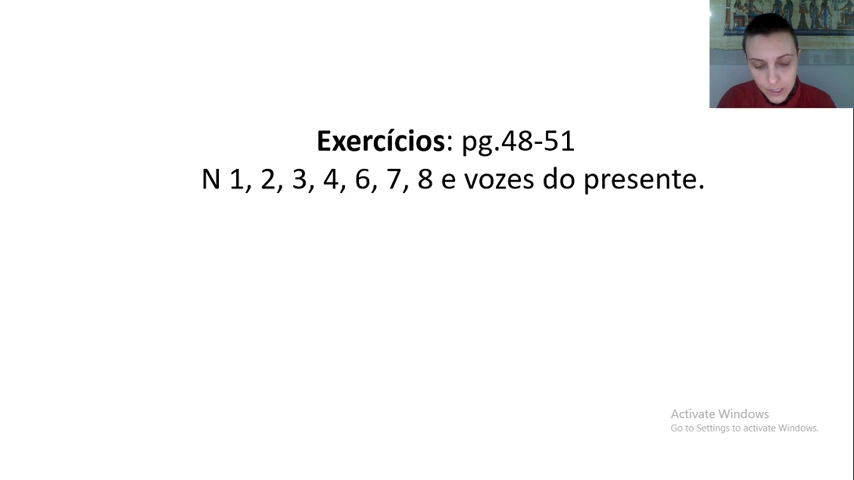 Exercícios: pg.48-51
N 1, 2, 3, 4, 6, 7, 8 e vozes do presente.
Activate Windows
Go to Settings to activate Windows.